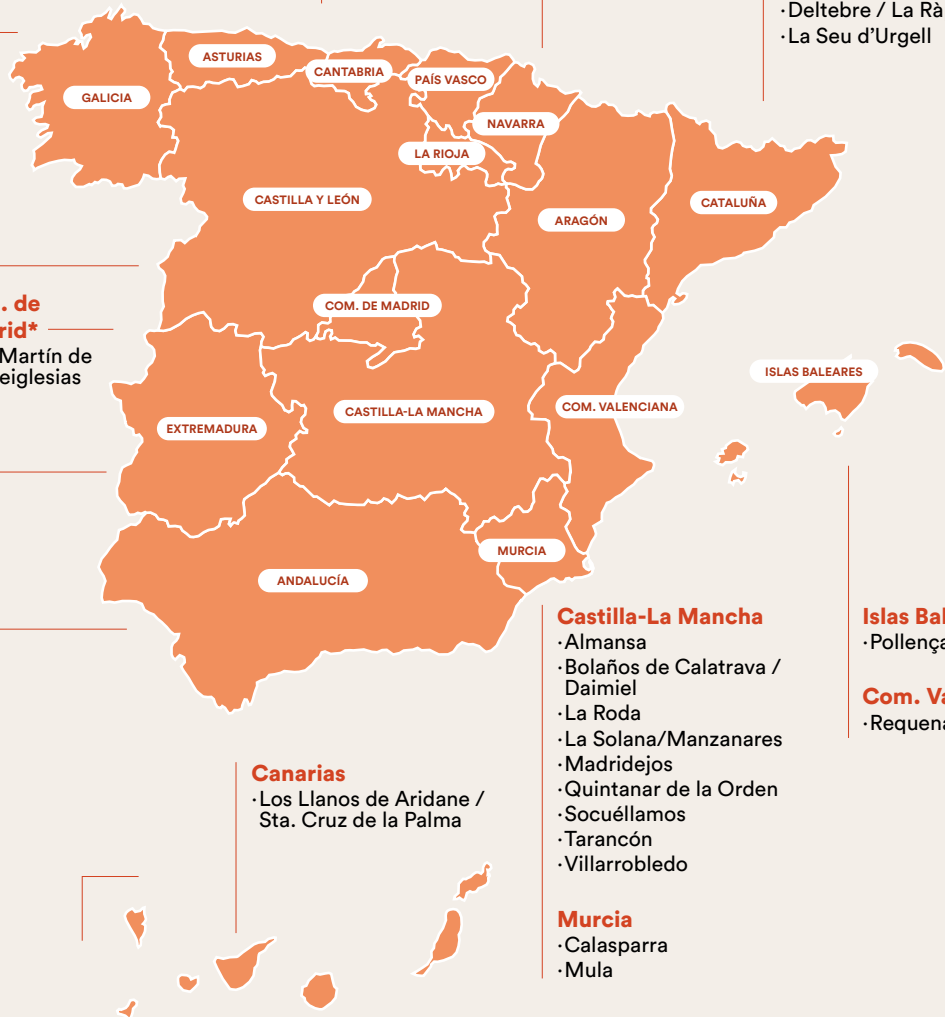 ·Deltebre / La Rà
·La Seu d'Urgell
ASTURIAS
CANTABRIA
PAÍS VASCO
GALICIA
NAVARRA
LA RIOJA
CASTILLA Y LEÓN
CATALUÑA
ARAGÓN
COM. DE MADRID
. de
rid*
Martín de
eiglesias
ISLAS BALEARES
COM. VALENCIANA
CASTILLA-LA MANCHA
EXTREMADURA
MURCIA
ANDALUCÍA
Castilla-La Mancha
·Almansa
·Bolaños de Calatrava /
Daimiel
·La Roda
·La Solana/Manzanares
·Madridejos
·Quintanar de la Orden
·Socuéllamos
·Tarancón
·Villarrobledo
Murcia
·Calasparra
·Mula
Islas Bal
·Pollença
Com. Va
·Requena
Canarias
·Los Llanos de Aridane /
Sta. Cruz de la Palma